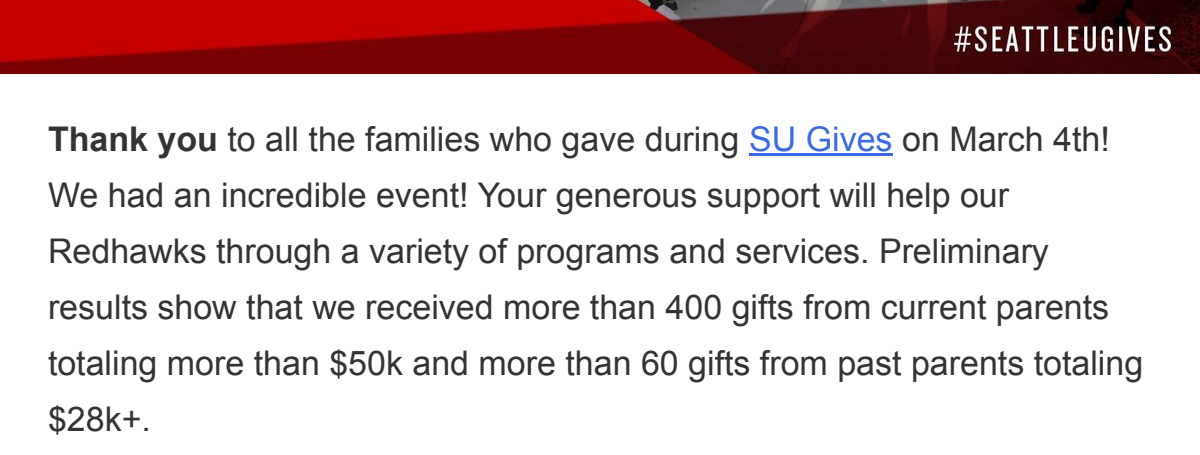 #SEATTLEUGIVES
Thank you to all the families who gave during SU Gives on March 4th!
We had an incredible event! Your generous support will help our
Redhawks through a variety of programs and services. Preliminary
results show that we received more than 400 gifts from current parents
totaling more than $50k and more than 60 gifts from past parents totaling
$28k+.